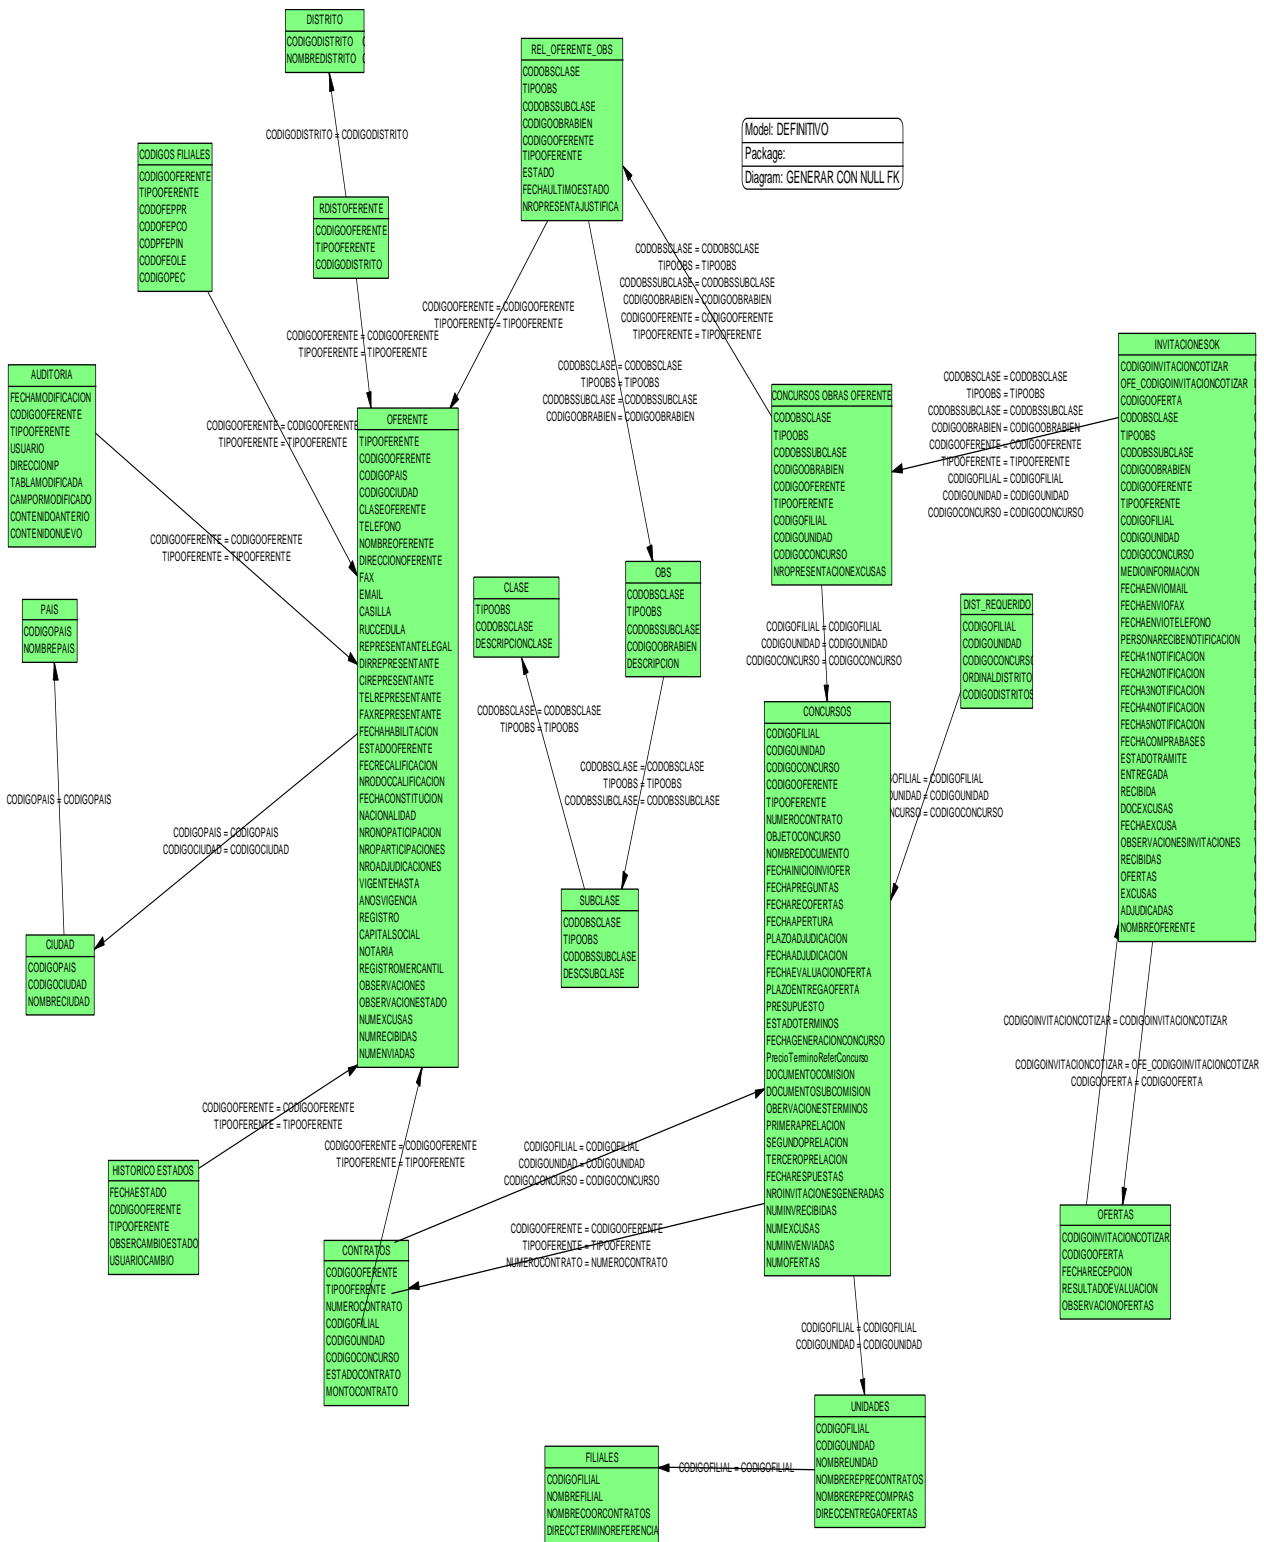 DISTRITO
CODIGODISTRITO
NOMBREDISTRITO
CODIGODISTRITO = CODIGODISTRITO
REL_OFERENTE_OBS
CODOBSCLASE
TIPOOBS
CODOBSSUBCLASE
CODIGOOBRABIEN
CODIGOOFERENTE
TIPOOFERENTE
ESTADO
FECHAULTIMOESTADO
NROPRESENTAJUSTIFICA
Model: DEFINITIVO
Package:
Diagram: GENERAR CON NULL FK
CODIGOS FILIALES
CODIGOOFERENTE
TIPOOFERENTE
CODOFEPPR
CODOFEPCO
CODPFEPIN
CODOFEOLE
CODIGOPEC
RDISTOFERENTE
CODIGOOFERENTE
TIPOOFERENTE
CODIGODISTRITO
CODIGOOFERENTE = CODIGOOFERENTE
TIPOOFERENTE = TIPOOFERENTE
CODIGOOFERENTE = CODIGOOFERENTE
TIPOOFERENTE = TIPOOFERENTE
CODOBSCLASE = CODOBSCLASE
TIPOOBS = TIPOOBS
CODOBSSUBCLASE = CODOBSSUBCLASE
CODIGOOBRABIEN = CODIGOOBRABIEN
CODIGOOFERENTE = CODIGOOFERENTE
TIPOOFERENTE = TIPOOFERENTE
CODOBSCLASE = CODOBSCLASE
TIPOOBS = TIPOOBS
CODOBSSUBCLASE = CODOBSSUBCLASE
CODIGOOBRABIEN = CODIGOOBRABIEN
AUDITORIA
FECHAMODIFICACION
CODIGOOFERENTE
TIPOOFERENTE
USUARIO
DIRECCIONIP
TABLAMODIFICADA
CAMPORMODIFICADO
CONTENIDOANTERIO
CONTENIDONUEVO
CODIGOOFERENTE = CODIGOOFERENTE
TIPOOFERENTE = TIPOOFERENTE
CODIGOOFERENTE = CODIGOOFERENTE
TIPOOFERENTE = TIPOOFERENTE
OFERENTE
TIPOOFERENTE
CODIGOOFERENTE
CODIGOPAIS
CODIGOCIUDAD
CLASEOFERENTE
TELEFONO
NOMBREOFERENTE
DIRECCIONOFERENTE
FAX
EMAIL
CASILLA
RUCCEDULA
REPRESENTANTELEGAL
DIRREPRESENTANTE
CIREPRESENTANTE
TELREPRESENTANTE
FAXREPRESENTANTE
FECHAHABILITACION
ESTADOOFERENTE
FECRECALIFICACION
NRODOCCALIFICACION
FECHACONSTITUCION
NACIONALIDAD
NRONOPATICIPACION
NROPARTICIPACIONES
NROADJUDICACIONES
VIGENTEHASTA
ANOSVIGENCIA
REGISTRO
CAPITALSOCIAL
NOTARIA
REGISTROMERCANTIL
OBSERVACIONES
OBSERVACIONESTADO
NUMEXCUSAS
NUMRECIBIDAS
NUMENVIADAS
CONCURSOS OBRAS OFERENTE
CODOBSCLASE
TIPOOBS
CODOBSSUBCLASE
CODIGOOBRABIEN
CODIGOOFERENTE
TIPOOFERENTE
CODIGOFILIAL
CODIGOUNIDAD
CODIGOCONCURSO
NROPRESENTACIONEXCUSAS
CODOBSCLASE = CODOBSCLASE
TIPOOBS = TIPOOBS
CODOBSSUBCLASE = CODOBSSUBCLASE
CODIGOOBRABIEN = CODIGOOBRABIEN
CODIGOOFERENTE = CODIGOOFERENTE
TIPOOFERENTE = TIPOOFERENTE
CODIGOFILIAL = CODIGOFILIAL
CODIGOUNIDAD = CODIGOUNIDAD
CODIGOCONCURSO = CODIGOCONCURSO
INVITACIONESOK
CODIGOINVITACIONCOTIZAR
OFE_CODIGOINVITACIONCOTIZAR
CODIGOOFERTA
CODOBSCLASE
TIPOOBS
CODOBSSUBCLASE
CODIGOOBRABIEN
CODIGOOFERENTE
TIPOOFERENTE
CODIGOFILIAL
CODIGOUNIDAD
CODIGOCONCURSO
MEDIOINFORMACION
FECHAENVIOMAIL
FECHAENVIOFAX
FECHAENVIOTELEFONO
PERSONARECIBENOTIFICACION
FECHA1NOTIFICACION
FECHA2NOTIFICACION
FECHA3NOTIFICACION
FECHA4NOTIFICACION
FECHA5NOTIFICACION
FECHACOMPRABASES
ESTADOTRAMITE
ENTREGADA
RECIBIDA
DOCEXCUSAS
FECHAEXCUSA
OBSERVACIONESINVITACIONES
RECIBIDAS
OFERTAS
EXCUSAS
ADJUDICADAS
NOMBREOFERENTE
PAIS
CODIGOPAIS
NOMBREPAIS
CLASE
TIPOOBS
CODOBSCLASE
DESCRIPCIONCLASE
OBS
CODOBSCLASE
TIPOOBS
CODOBSSUBCLASE
CODIGOOBRABIEN
DESCRIPCION
CODIGOFILIAL = CODIGOFILIAL
CODIGOUNIDAD = CODIGOUNIDAD
CODIGOCONCURSO = CODIGOCONCURSO
DIST_REQUERIDO
CODIGOFILIAL
CODIGOUNIDAD
CODIGOCONCURSO
ORDINALDISTRITO
CODIGODISTRITOS
CODOBSCLASE = CODOBSCLASE
TIPOOBS = TIPOOBS
CODOBSCLASE = CODOBSCLASE
TIPOOBS = TIPOOBS
CODOBSSUBCLASE = CODOBSSUBCLASE
OFILIAL = CODIGOFILIAL
OUNIDAD = CODIGOUNIDAD
NCURSO = CODIGOCONCURSO
CODIGOPAIS = CODIGOPAIS
CODIGOPAIS = CODIGOPAIS
CODIGOCIUDAD = CODIGOCIUDAD
CONCURSOS
CODIGOFILIAL
CODIGOUNIDAD
CODIGOCONCURSO
CODIGOOFERENTE
TIPOOFERENTE
NUMEROCONTRATO
OBJETOCONCURSO
NOMBREDOCUMENTO
FECHAINICIOINVIOFER
FECHAPREGUNTAS
FECHARECOFERTAS
FECHAAPERTURA
PLAZOADJUDICACION
FECHAADJUDICACION
FECHAEVALUACIONOFERTA
PLAZOENTREGAOFERTA
PRESUPUESTO
ESTADOTERMINOS
FECHAGENERACIONCONCURSO
PrecioTerminoReferConcurso
DOCUMENTOCOMISION
DOCUMENTOSUBCOMISION
OBERVACIONESTERMINOS
PRIMERAPRELACION
SEGUNDOPRELACION
TERCEROPRELACION
FECHARESPUESTAS
NROINVITACIONESGENERADAS
NUMINVRECIBIDAS
NUMEXCUSAS
NUMINVENVIADAS
NUMOFERTAS
SUBCLASE
CODOBSCLASE
TIPOOBS
CODOBSSUBCLASE
DESCSUBCLASE
CIUDAD
CODIGOPAIS
CODIGOCIUDAD
NOMBRECIUDAD
CODIGOINVITACIONCOTIZAR = CODIGOINVITACIONCOTIZAR
CODIGOINVITACIONCOTIZAR = OFE_CODIGOINVITACIONCOTIZAR
CODIGOOFERTA = CODIGOOFERTA
CODIGOOFERENTE = CODIGOOFERENTE
TIPOOFERENTE = TIPOOFERENTE
CODIGOOFERENTE = CODIGOOFERENTE
TIPOOFERENTE = TIPOOFERENTE
CODIGOFILIAL = CODIGOFILIAL
CODIGOUNIDAD = CODIGOUNIDAD
CODIGOCONCURSO = CODIGOCONCURSO
HISTORICO ESTADOS
FECHAESTADO
CODIGOOFERENTE
TIPOOFERENTE
OBSERCAMBIOESTADO
USUARIOCAMBIO
CODIGOOFERENTE = CODIGOOFERENTE
TIPOOFERENTE = TIPOOFERENTE
NUMEROCONTRATO = NUMEROCONTRATO
CONTRATOS
CODIGOOFERENTE
TIPOOFERENTE
NUMEROCONTRATO
CODIGOFILIAL
CODIGOUNIDAD
CODIGOCONCURSO
ESTADOCONTRATO
MONTOCONTRATO
OFERTAS
CODIGOINVITACIONCOTIZAR
CODIGOOFERTA
FECHARECEPCION
RESULTADOEVALUACION
OBSERVACIONOFERTAS
CODIGOFILIAL = CODIGOFILIAL
CODIGOUNIDAD = CODIGOUNIDAD
UNIDADES
CODIGOFILIAL
CODIGOUNIDAD
NOMBREUNIDAD
NOMBREREPRECONTRATOS
NOMBREREPRECOMPRAS
DIRECCENTREGAOFERTAS
CODIGOFILIAL = CODIGOFILIAL
FILIALES
CODIGOFILIAL
NOMBREFILIAL
NOMBRECOORCONTRATOS
DIRECCTERMINOREFERENCIA